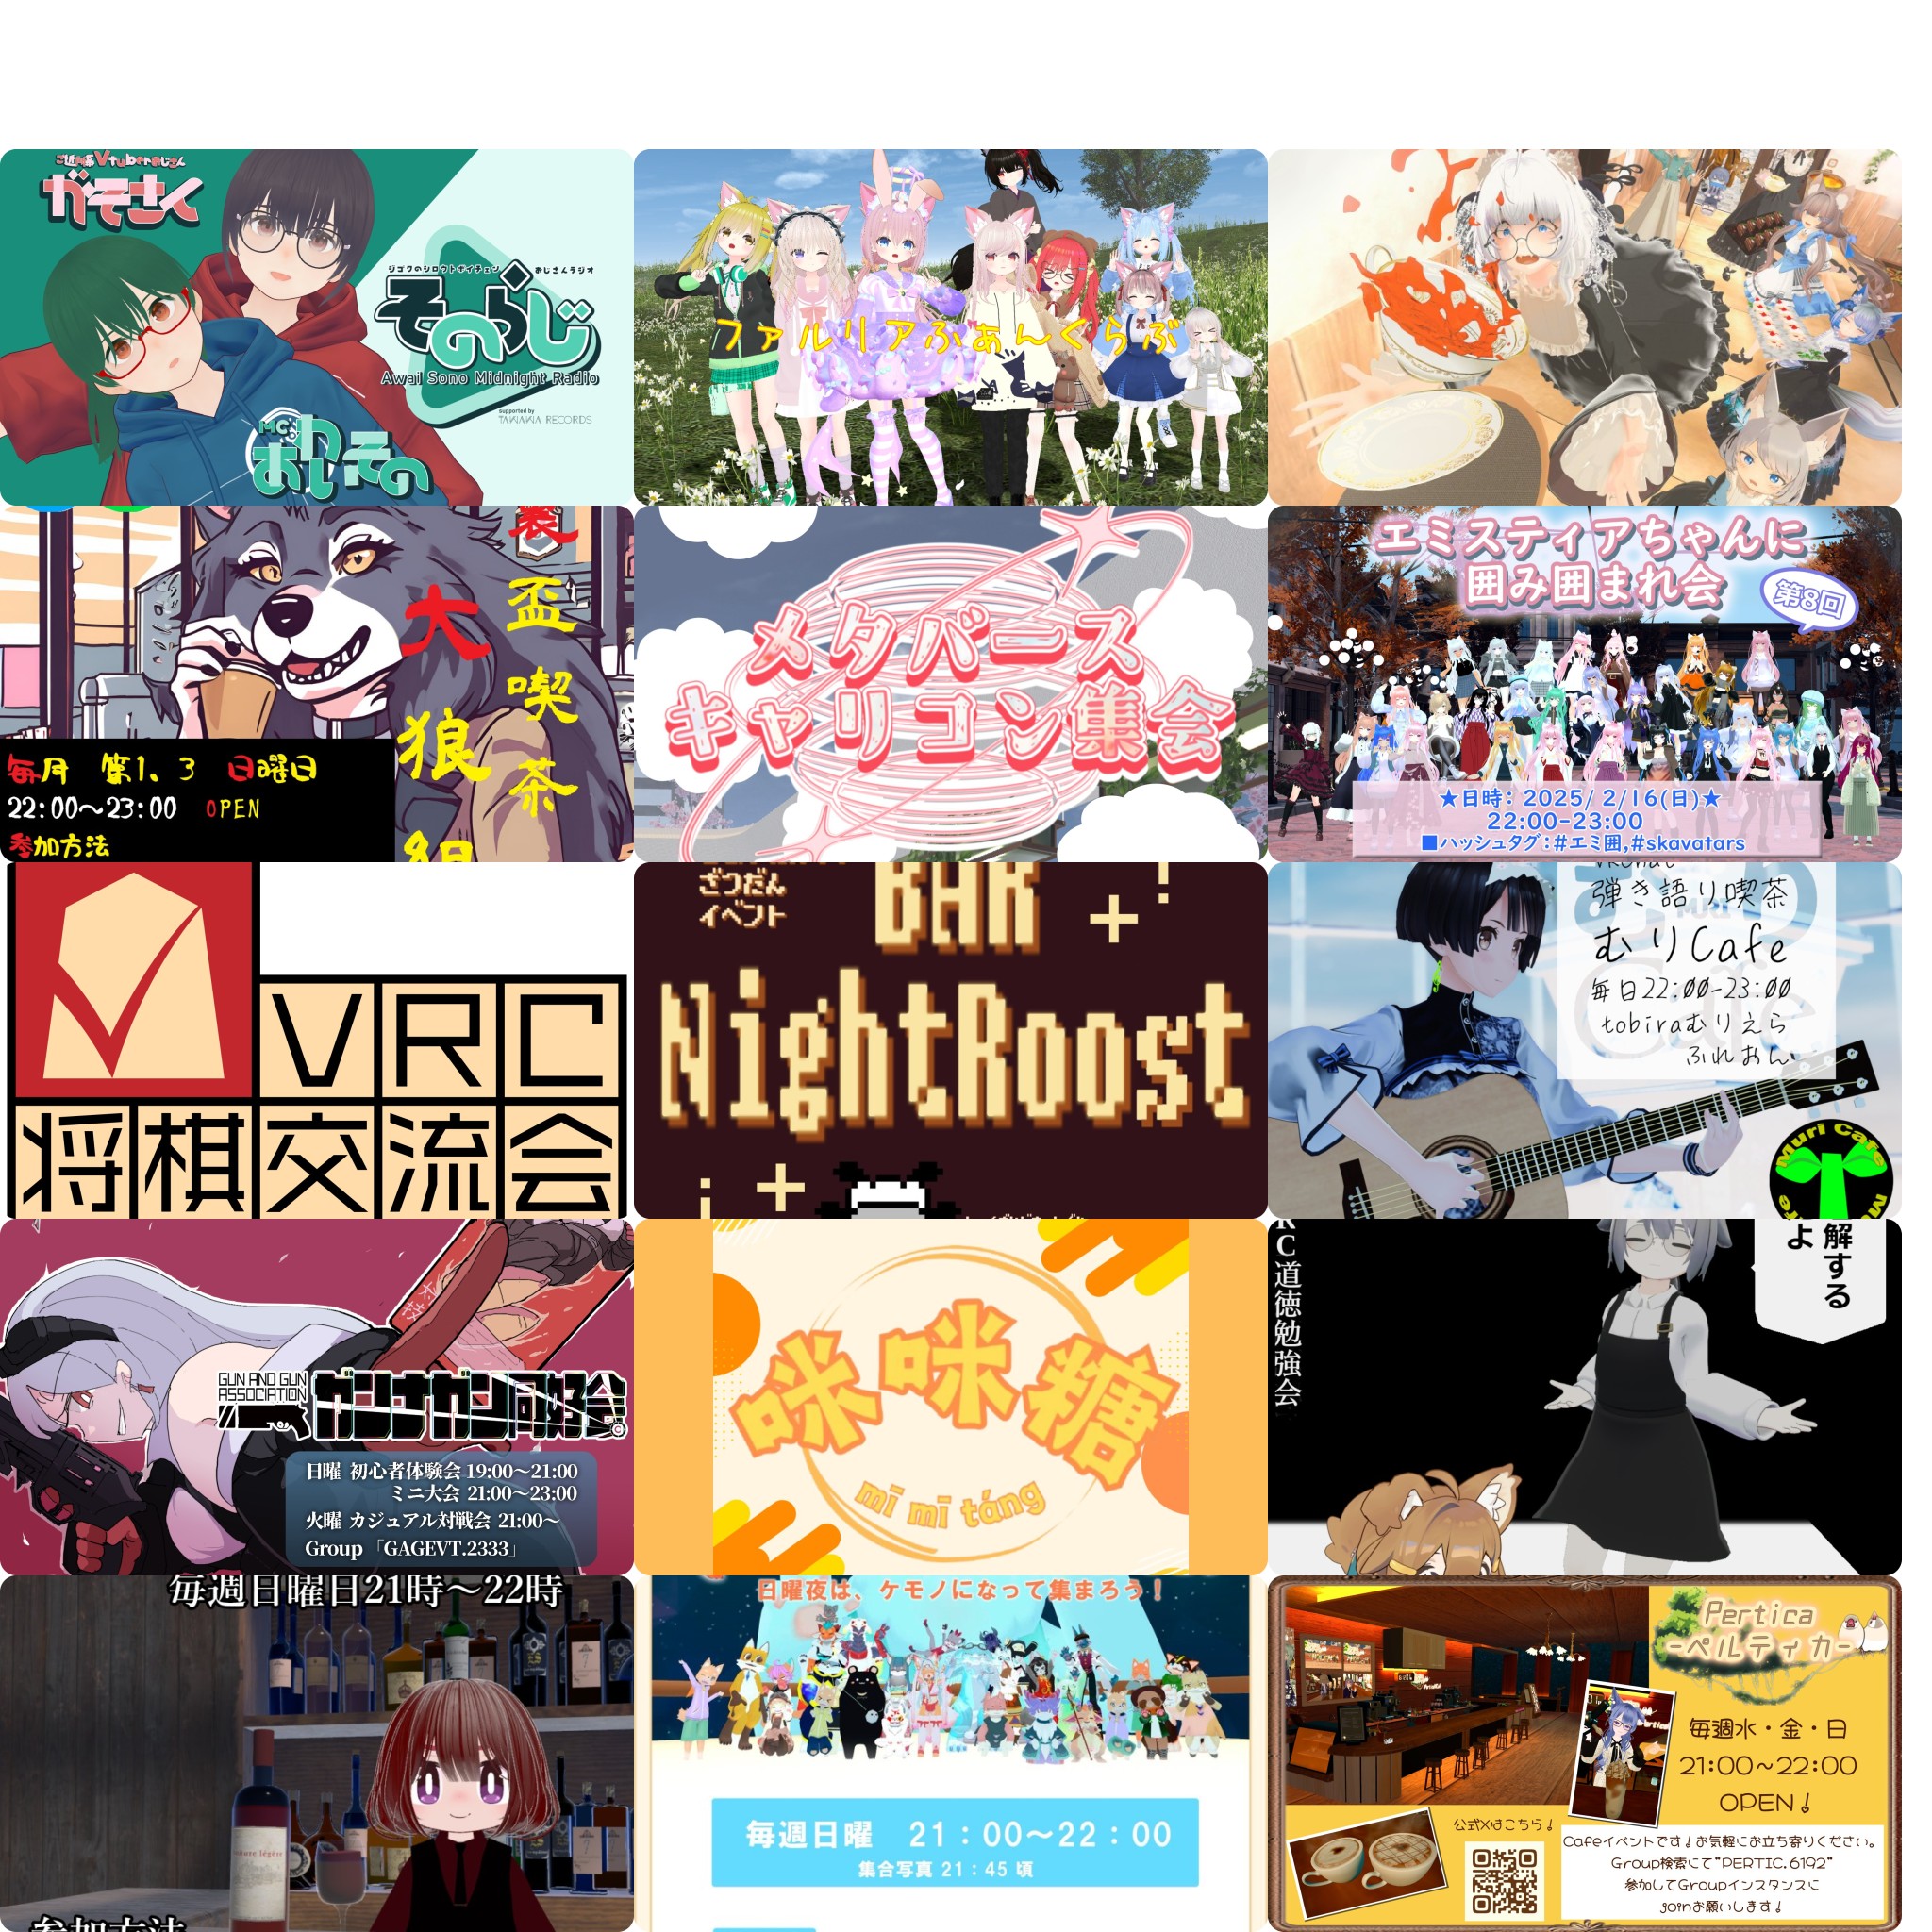 ご近所系Vtuberおじさん
がそさく
ジゴクのシロウトボイチェン おじさんラジオ
そのらじ
Awai Sono Midnight Radio
supported by
TAWAWA RECORDS
MC:
あわいその
ファルリアふぁんくらぶ
裏
盃
喫
茶
大
狼
組
毎月 第1、3 日曜日
22:00〜23:00 OPEN
参加方法
メタバース
キャリコン集会
エミスティアちゃんに
囲み囲まれ会
第8回
★日時: 2025/ 2/16(日)★
22:00-23:00
■ハッシュタグ:#エミ囲,#skavatars
VRC
将棋交流会
ざつだん
イベント
BAR
NightRoost
弾き語り喫茶
むりCafe
毎日22:00-23:00
tobiraむりえら
ふれおん
Muri Cafe
GUN AND GUN
ASSOCIATION
ガンナガン同好会
日曜 初心者体験会 19:00〜21:00
ミニ大会 21:00〜23:00
火曜 カジュアル対戦会 21:00〜
Group 「GAGEVT.2333」
咪咪糖
mī mī táng
RC道徳勉強会
解する
よ
毎週日曜日21時〜22時
参加方法
日曜夜は、ケモノになって集まろう!
毎週日曜 21:00〜22:00
集合写真 21:45 頃
Pertica
-ペルティカ-
毎週水・金・日
21:00~22:00
OPEN!
公式Xはこちら!
Cafeイベントです!お気軽にお立ち寄りください。
Group検索にて"PERTIC.6192"
参加してGroupインスタンスに
joinお願いします!